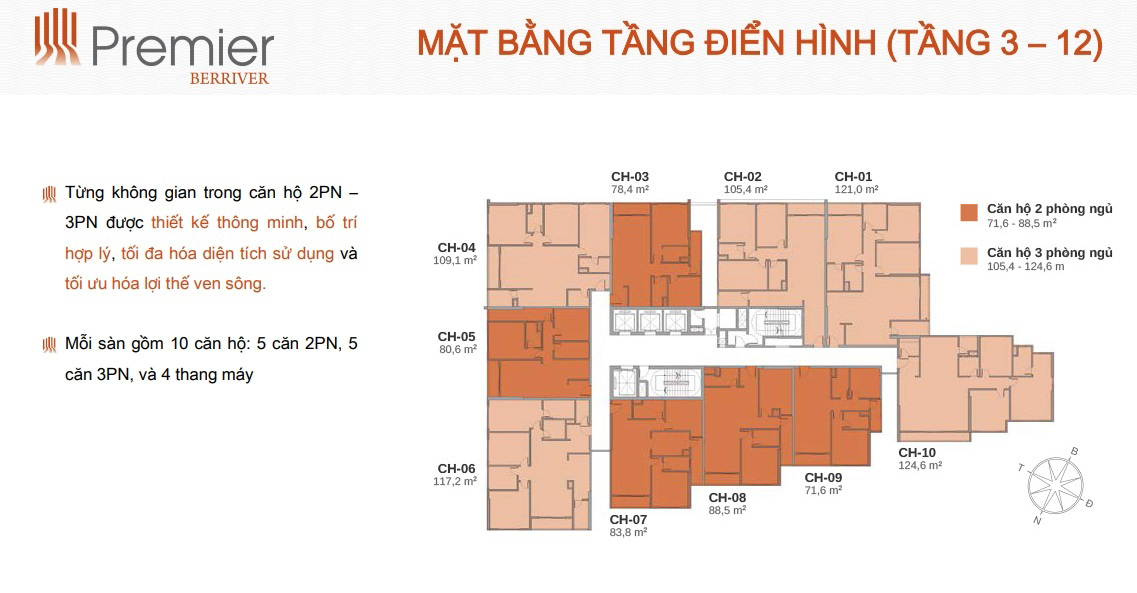 Premier
BERRIVER
MẶT BẰNG TẦNG ĐIỂN HÌNH (TẦNG 3 – 12)
Từng không gian trong căn hộ 2PN –
3PN được thiết kế thông minh, bố trí
hợp lý, tối đa hóa diện tích sử dụng và
tối ưu hóa lợi thế ven sông.
Mỗi sàn gồm 10 căn hộ: 5 căn 2PN, 5
căn 3PN, và 4 thang máy
CH-03
78,4 m²
CH-02
105,4 m²
CH-01
121,0 m²
CH-04
109,1 m²
CH-05
80,6 m²
CH-06
117,2 m²
CH-07
83,8 m²
CH-08
88,5 m²
CH-09
71,6 m²
CH-10
124,6 m²
Căn hộ 2 phòng ngủ
71,6 - 88,5 m²
Căn hộ 3 phòng ngủ
105,4 - 124,6 m
B
T
Đ
N